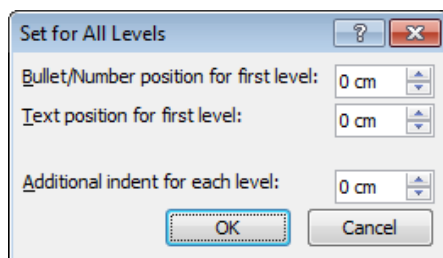 Set for All Levels ?
Bullet/Number position for first level: 0 cm
Text position for first level: 0 cm
Additional indent for each level: 0 cm
OK Cancel